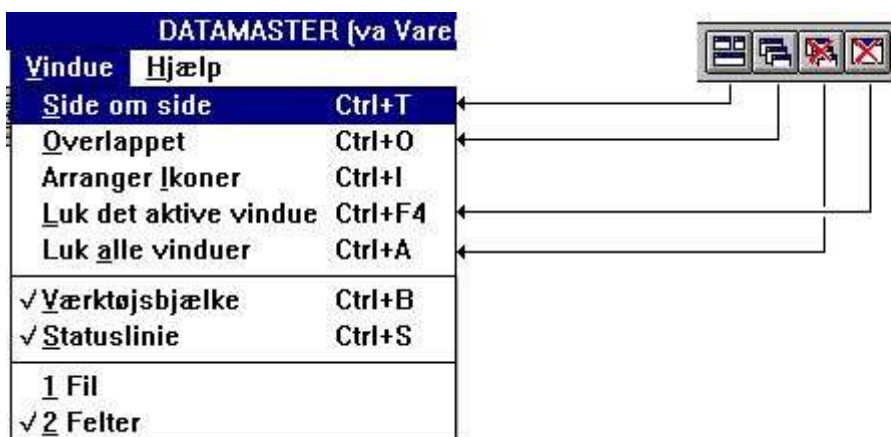 DATAMASTER (va Varel
Vindue Hjælp
Side om side Ctrl+T
Overlappet Ctrl+O
Arranger Ikoner Ctrl+I
Luk det aktive vindue Ctrl+F4
Luk alle vinduer Ctrl+A
√ Værktøjsbjælke Ctrl+B
√ Statuslinie Ctrl+S
1 Fil
√ 2 Felter